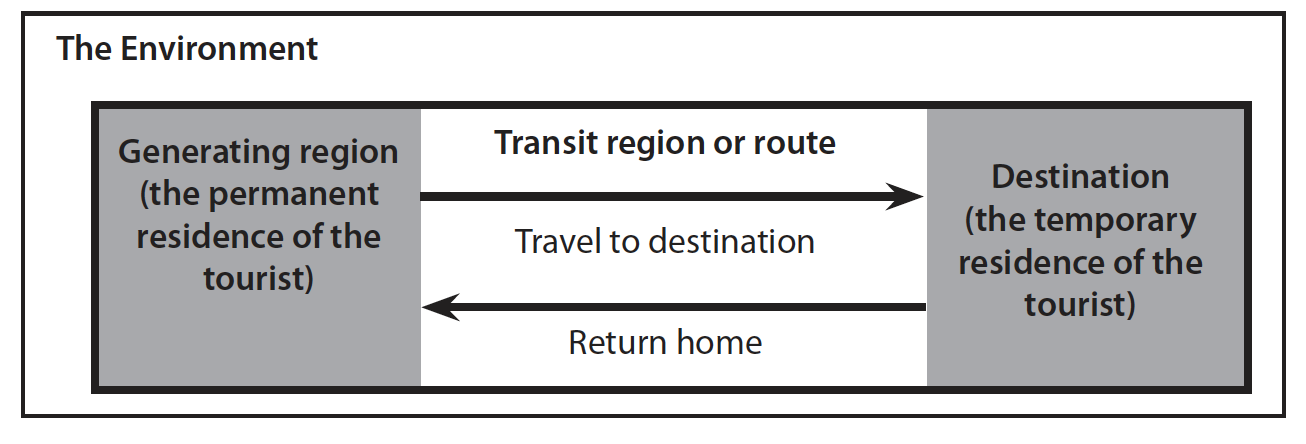 The Environment
Generating region
(the permanent
residence of the
tourist)
Transit region or route
Travel to destination
Return home
Destination
(the temporary
residence of the
tourist)